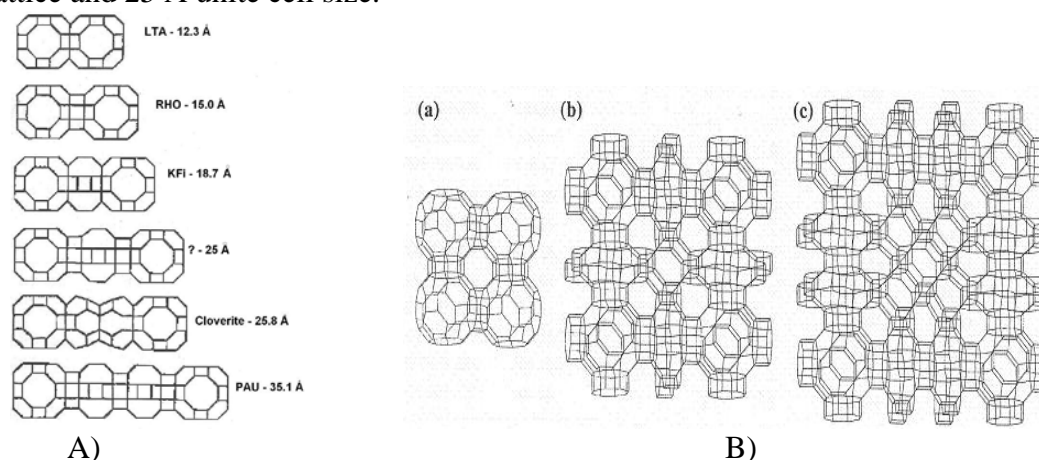 attice and 25 Å unite cell size.
LTA - 12.3 Å
RHO - 15.0 Å
KFi - 18.7 Å
? - 25 Å
Cloverite - 25.8 Å
PAU - 35.1 Å
A)
(a)
(b)
(c)
B)